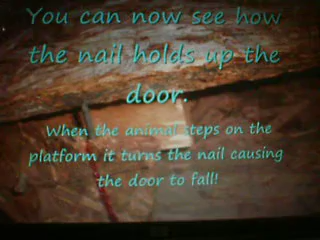 You can now see how
the nail holds up the
door.
When the animal steps on the
platform it turns the nail causing
the door to fall!